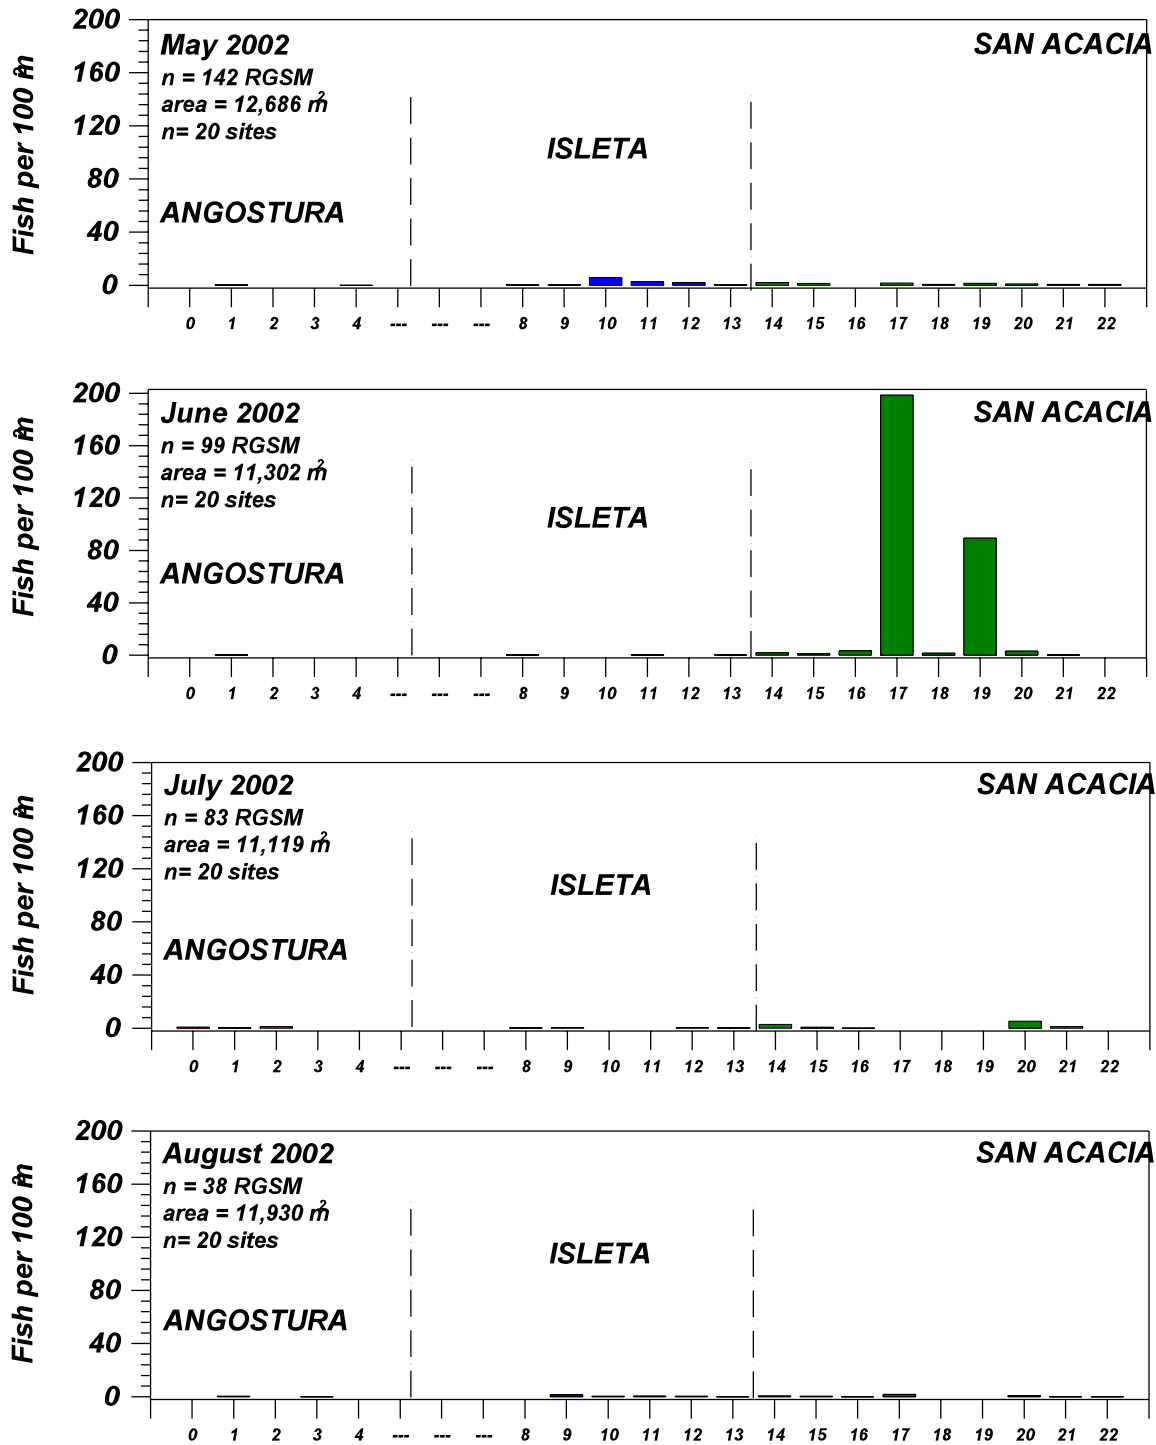 200
May 2002
SAN ACACIA
160
n = 142 RGSM
area = 12,686 m²
120
n= 20 sites
ISLETA
80
ANGOSTURA
40
0
Fish per 100 m²
0 1 2 3 4 --- --- --- 8 9 10 11 12 13 14 15 16 17 18 19 20 21 22
200
June 2002
SAN ACACIA
160
n = 99 RGSM
area = 11,302 m²
120
n= 20 sites
ISLETA
80
ANGOSTURA
40
0
Fish per 100 m²
0 1 2 3 4 --- --- --- 8 9 10 11 12 13 14 15 16 17 18 19 20 21 22
200
July 2002
SAN ACACIA
160
n = 83 RGSM
area = 11,119 m²
120
n= 20 sites
ISLETA
80
ANGOSTURA
40
0
Fish per 100 m²
0 1 2 3 4 --- --- --- 8 9 10 11 12 13 14 15 16 17 18 19 20 21 22
200
August 2002
SAN ACACIA
160
n = 38 RGSM
area = 11,930 m²
120
n= 20 sites
ISLETA
80
ANGOSTURA
40
0
Fish per 100 m²
0 1 2 3 4 --- --- --- 8 9 10 11 12 13 14 15 16 17 18 19 20 21 22